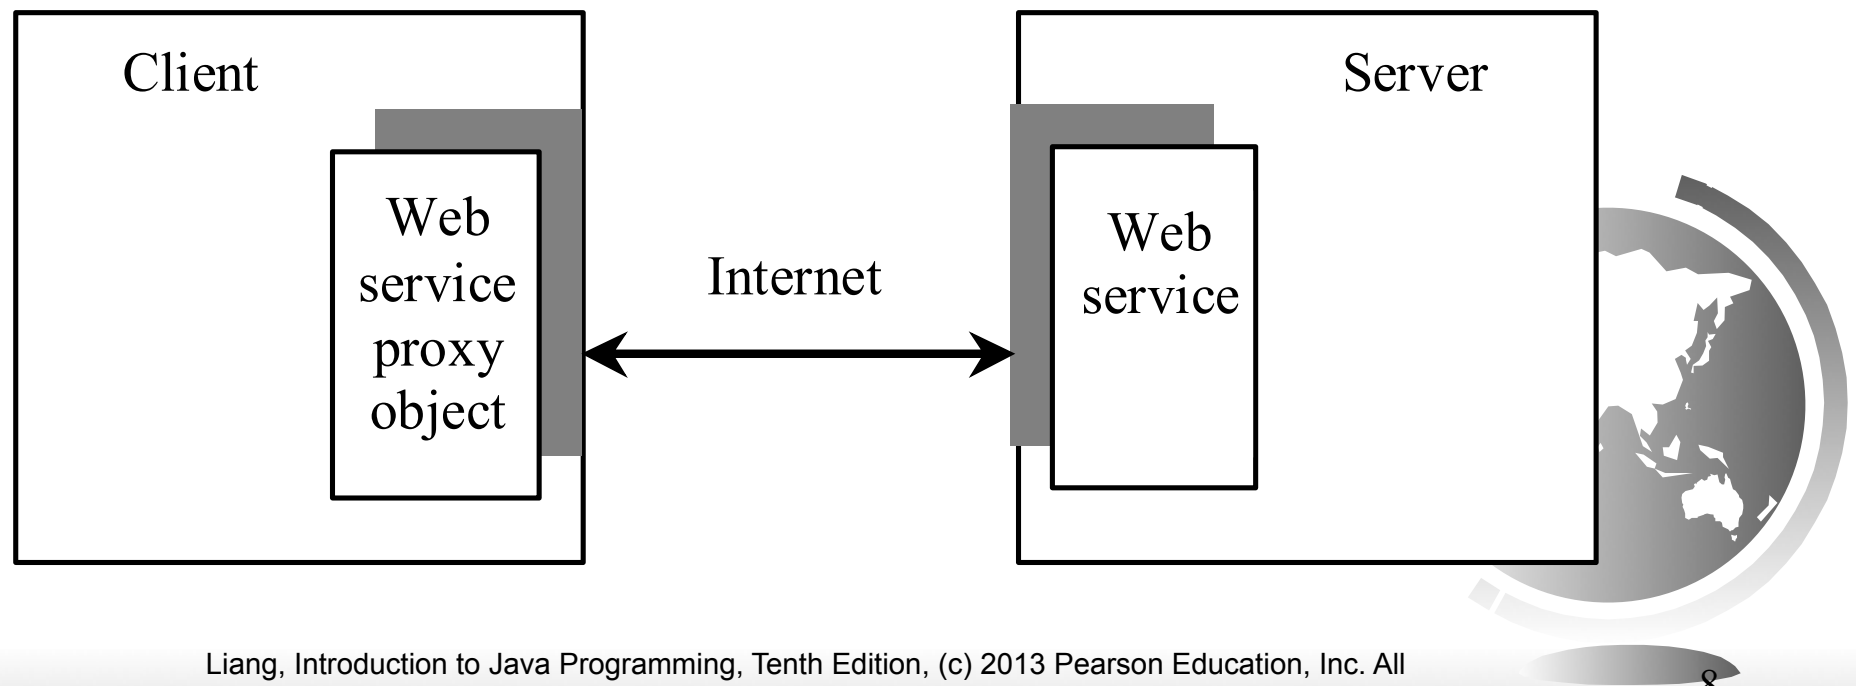 Client
Server
Web
service
proxy
object
Internet
Web
service
Liang, Introduction to Java Programming, Tenth Edition, (c) 2013 Pearson Education, Inc. All
8